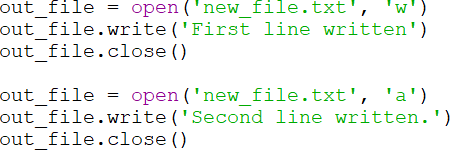 out_file = open('new_file.txt', 'w')
out_file.write('First line written')
out_file.close()

out_file = open('new_file.txt', 'a')
out_file.write('Second line written.')
out_file.close()